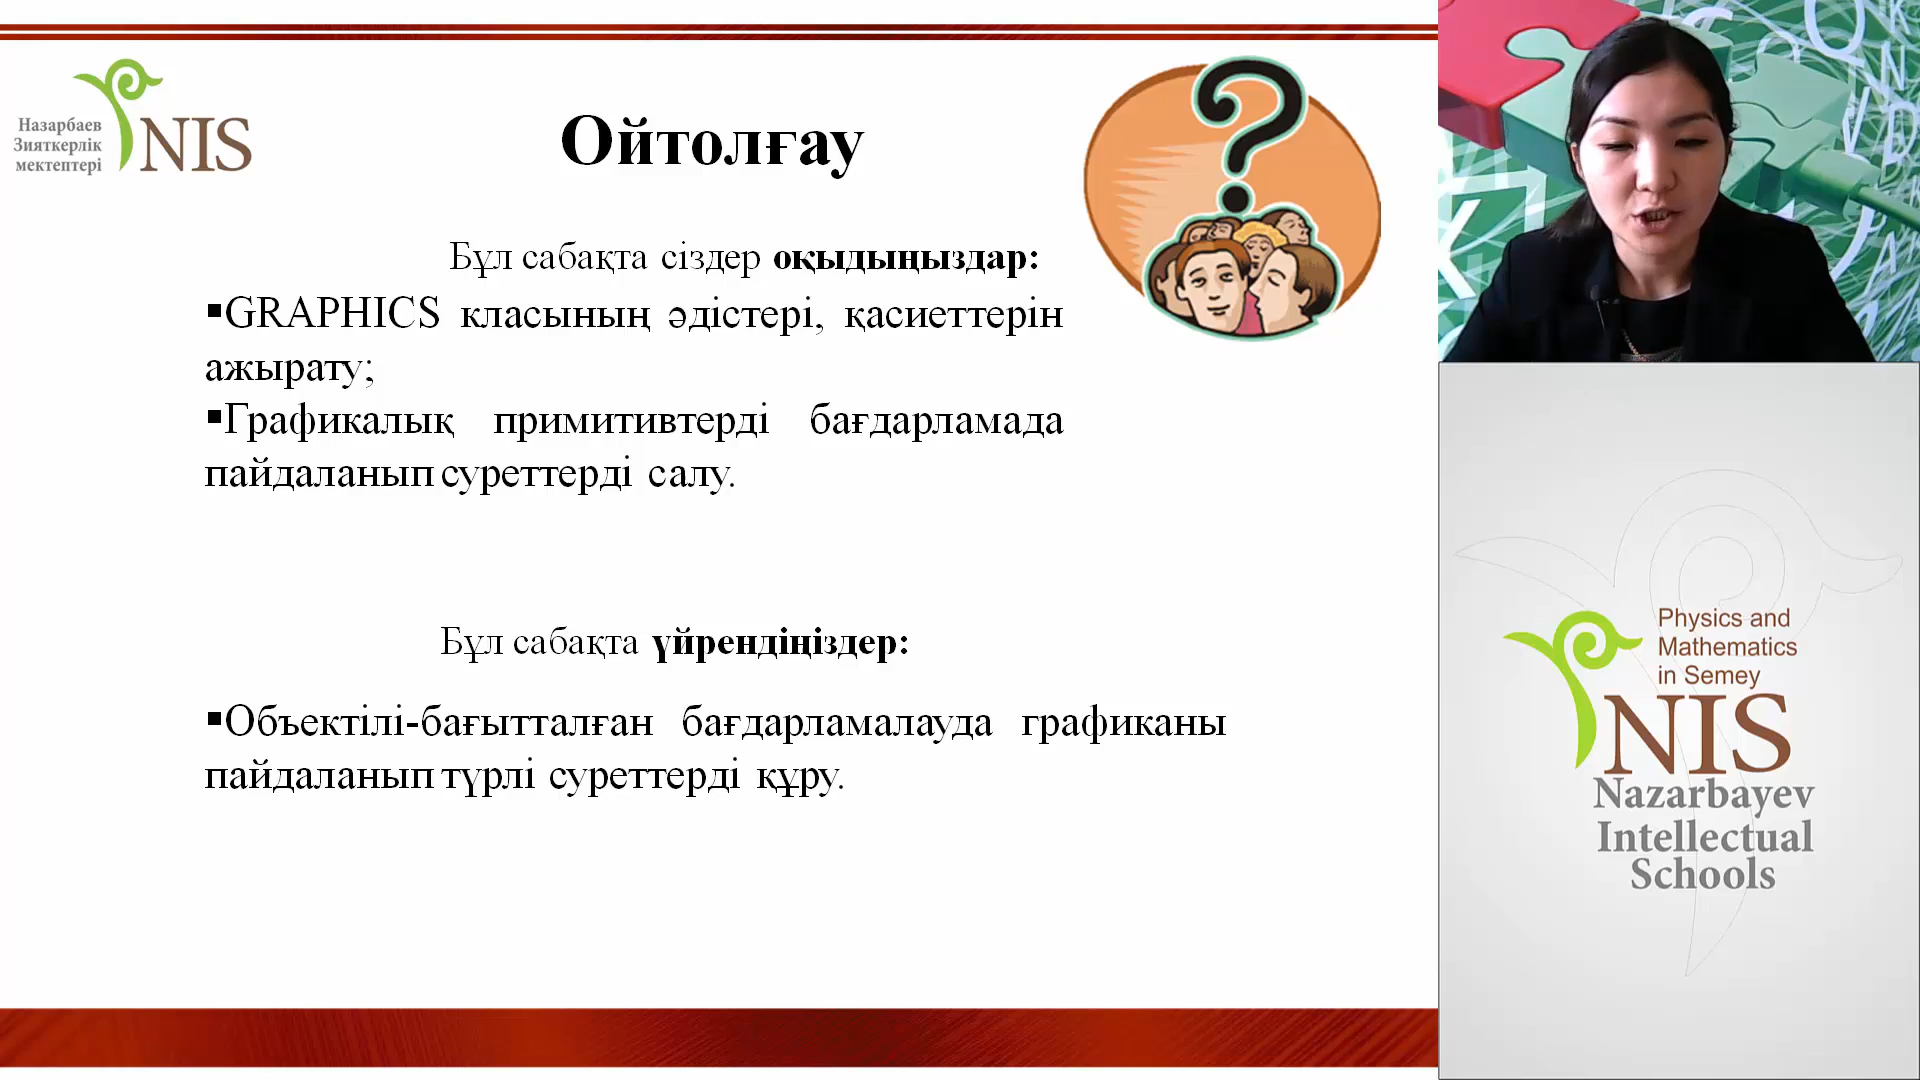 Назарбаев
Зияткерлік
мектептері
NIS
Ойтолғау
Бұл сабақта сіздер оқыдыңыздар:
▪GRAPHICS класының әдістері, қасиеттерін
ажырату;
▪Графикалық примитивтерді бағдарламада
пайдаланып суреттерді салу.
Бұл сабақта үйрендіңіздер:
▪Объектілі-бағытталған бағдарламалауда графиканы
пайдаланып түрлі суреттерді құру.
Physics and
Mathematics
in Semey
NIS
Nazarbayev
Intellectual
Schools